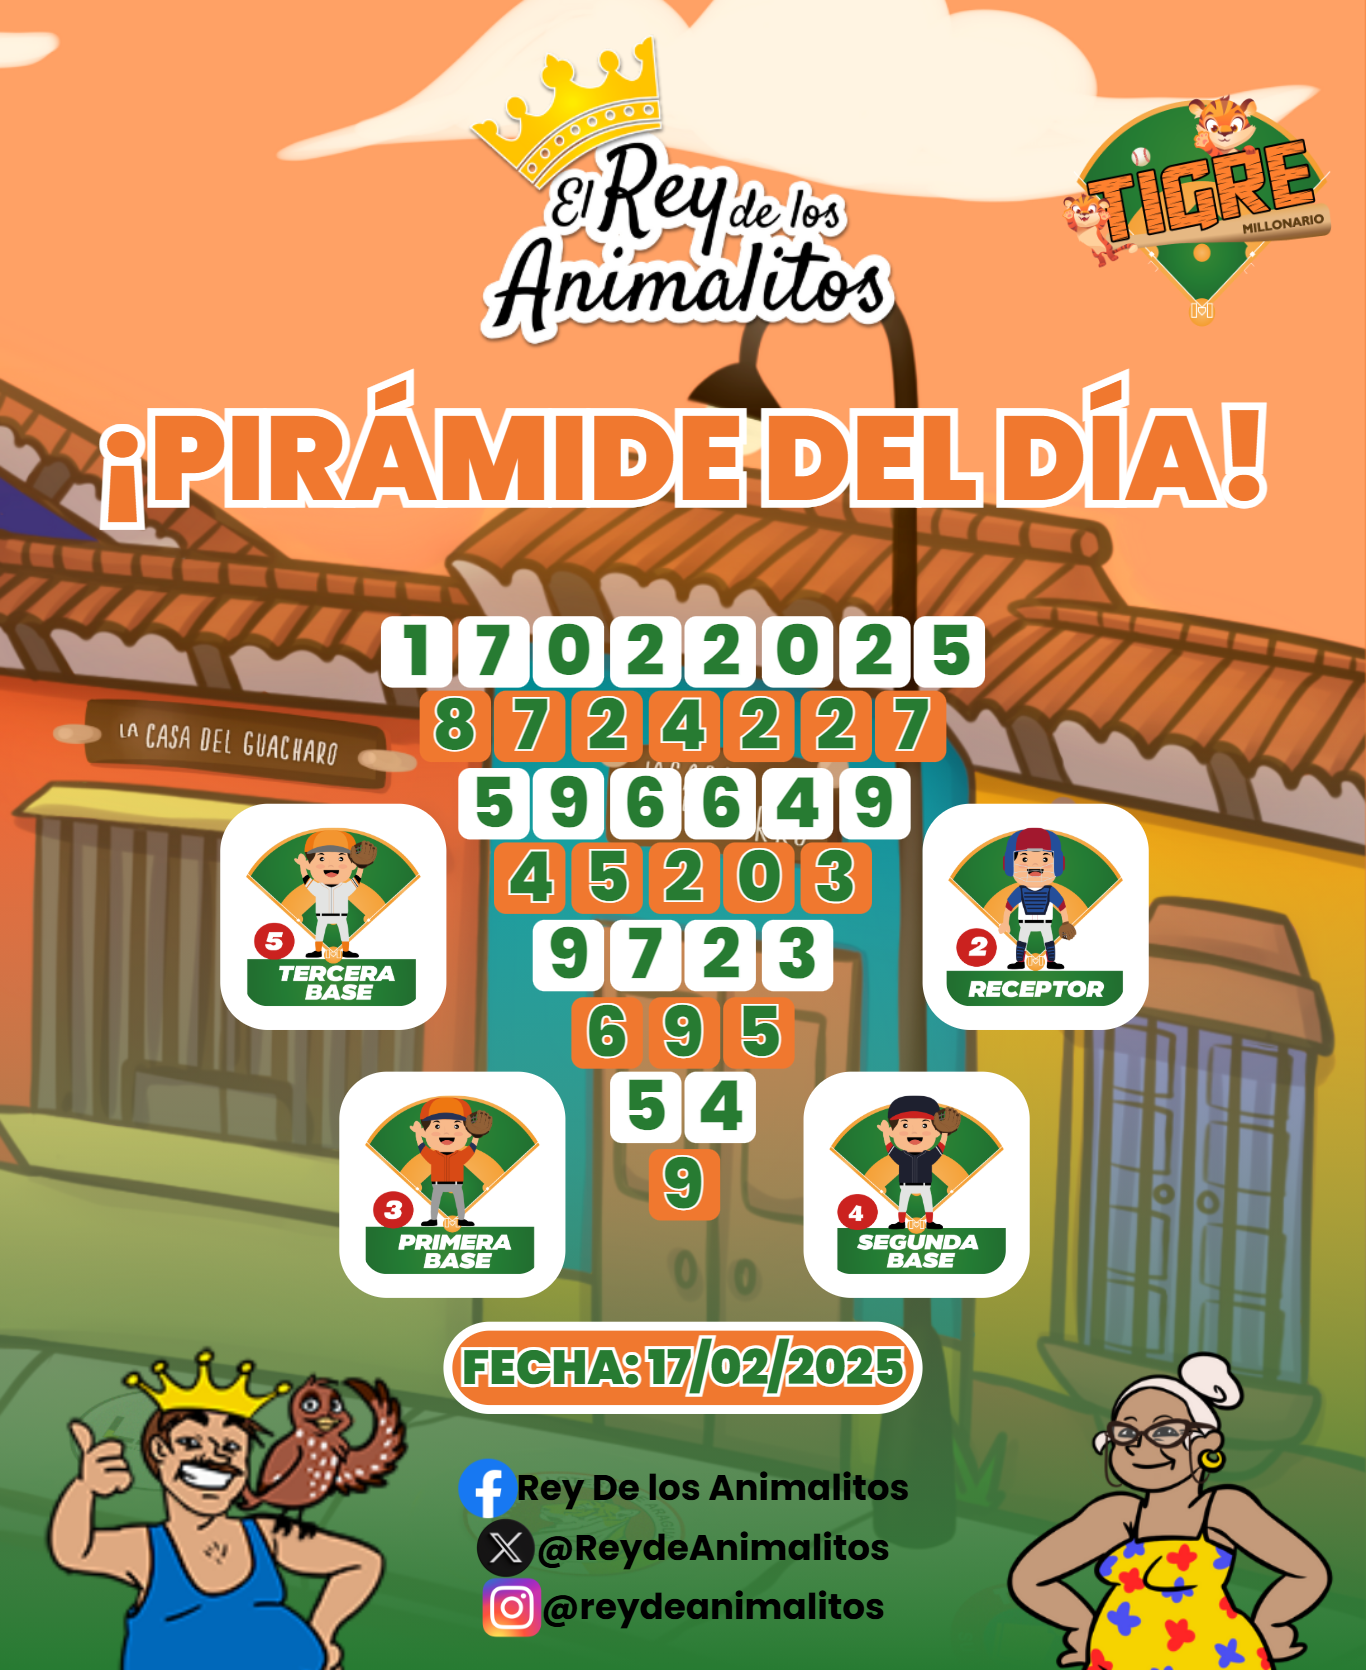 El Rey de los
Animalitos
TIGRE
MILLONARIO
¡PIRÁMIDE DEL DÍA!
1 7 0 2 2 0 2 5
8 7 2 4 2 2 7
LA CASA DEL GUACHARO
5 9 6 6 4 9
4 5 2 0 3
9 7 2 3
6 9 5
5 4
9
5
TERCERA
BASE
2
RECEPTOR
3
PRIMERA
BASE
4
SEGUNDA
BASE
FECHA: 17/02/2025
Rey De los Animalitos
@ReydeAnimalitos
@reydeanimalitos